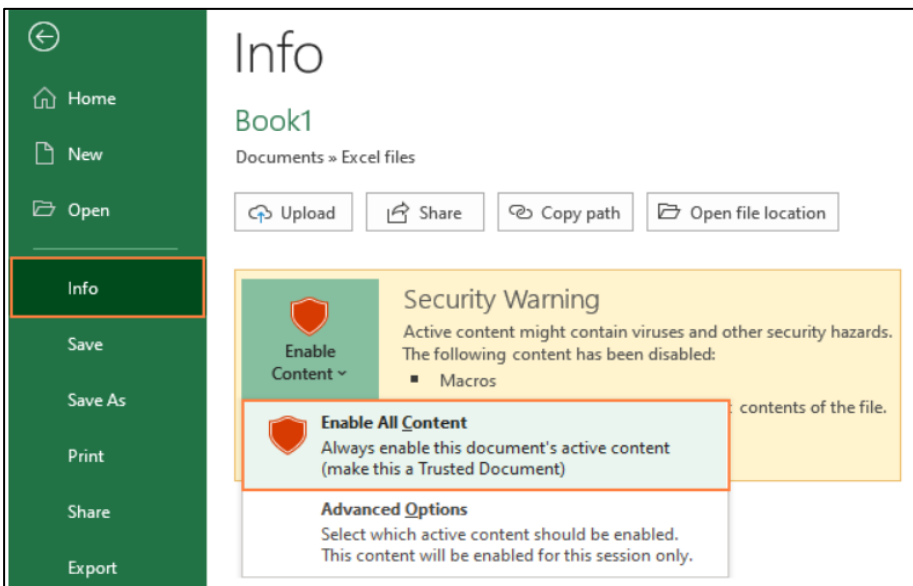 Info
Book1
Documents » Excel files
Home
New
Open
Info
Save
Save As
Print
Share
Export
Upload
Share
Copy path
Open file location
Enable
Content
Security Warning
Active content might contain viruses and other security hazards.
The following content has been disabled:
▪ Macros
contents of the file.
Enable All Content
Always enable this document's active content
(make this a Trusted Document)
Advanced Options
Select which active content should be enabled.
This content will be enabled for this session only.